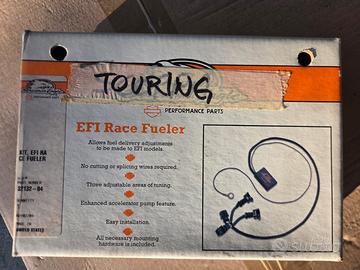 TOURING
PERFORMANCE PARTS
EFI Race Fueler
Allows fuel delivery adjustments
to be made to EFI models.
No cutting or splicing wires required.
Three adjustable areas of tuning.
Enhanced accelerator pump feature.
Easy installation.
All necessary mounting
hardware is included.
KIT, EFI RA
CE FUELER
32132-04
UNITED STATES